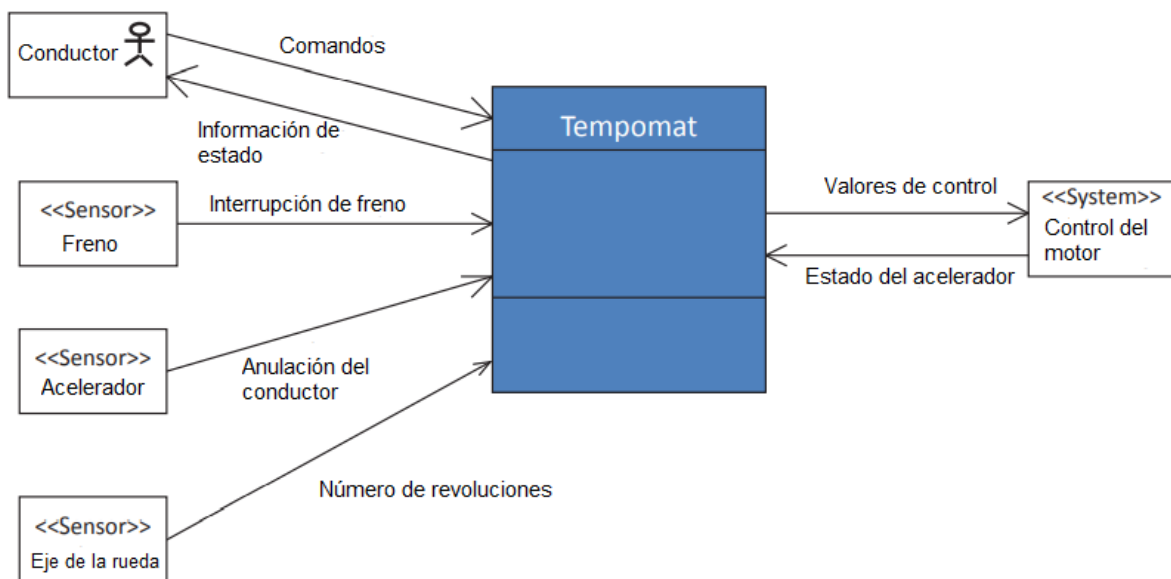 Conductor
Comandos
Tempomat
Información de
estado
<<Sensor>>
Freno
Interrupción de freno
Valores de control
<<System>>
Control del
motor
Estado del acelerador
<<Sensor>>
Acelerador
Anulación del
conductor
Número de revoluciones
<<Sensor>>
Eje de la rueda